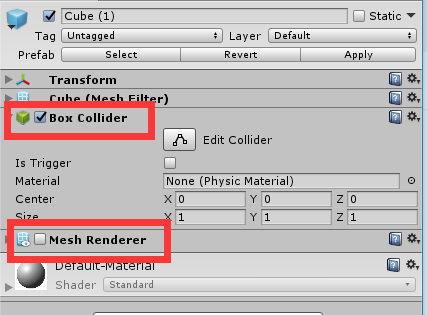 Cube (1) Static
Tag Untagged Layer Default
Prefab Select Revert Apply
Transform
Cube (Mesh Filter)
Box Collider
Edit Collider
Is Trigger
Material None (Physic Material)
Center X 0 Y 0 Z 0
Size X 1 Y 1 Z 1
Mesh Renderer
Default-Material
Shader Standard